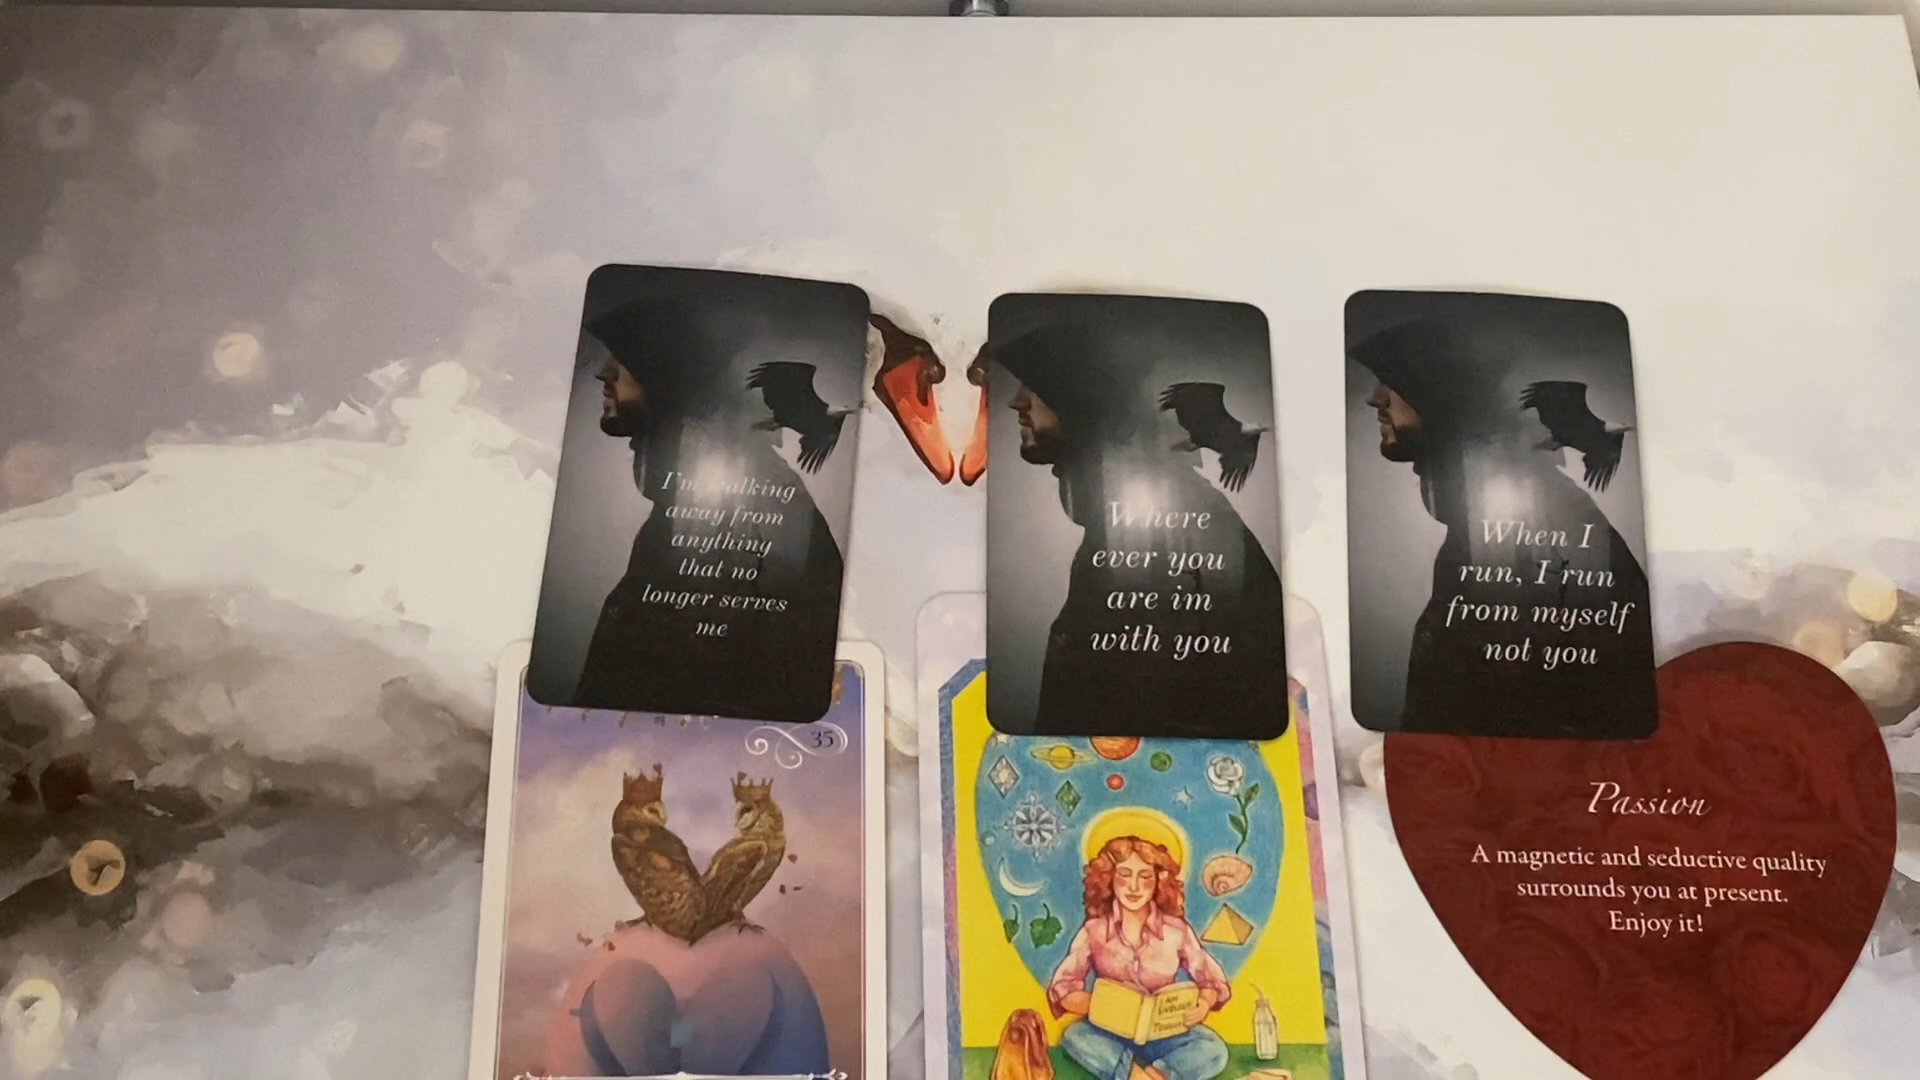 I'm walking
away from
anything
that no
longer serves
me
Where
ever you
are im
with you
When I
run, I run
from myself
not you
35
Passion
A magnetic and seductive quality
surrounds you at present.
Enjoy it!
I AM